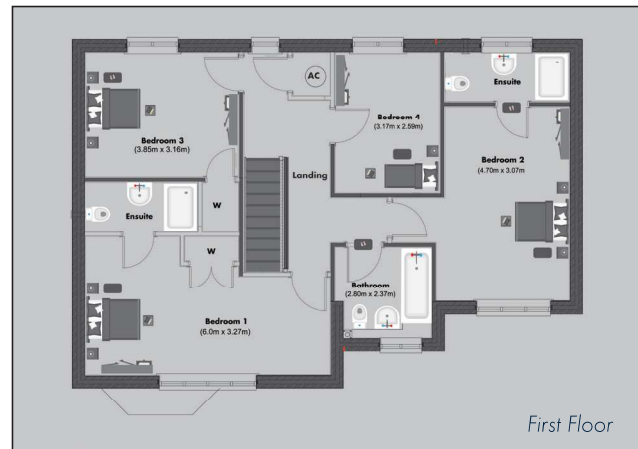 AC
Ensuite
Bedroom 4
(3.17m x 2.59m)
Bedroom 3
(3.85m x 3.16m)
Bedroom 2
(4.70m x 3.07m
Landing
W
Ensuite
W
Bathroom
(2.80m x 2.37m)
Bedroom 1
(6.0m x 3.27m)
First Floor